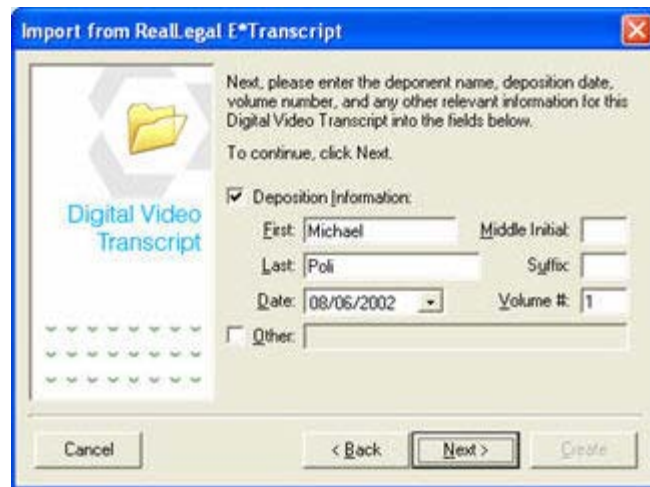 Import from RealLegal E*Transcript
Next, please enter the deponent name, deposition date,
volume number, and any other relevant information for this
Digital Video Transcript into the fields below.
To continue, click Next.
Digital Video
Transcript
Deposition Information:
First: Michael Middle Initial:
Last: Poli Suffix:
Date: 08/06/2002 Volume #: 1
Other:
Cancel < Back Next > Create